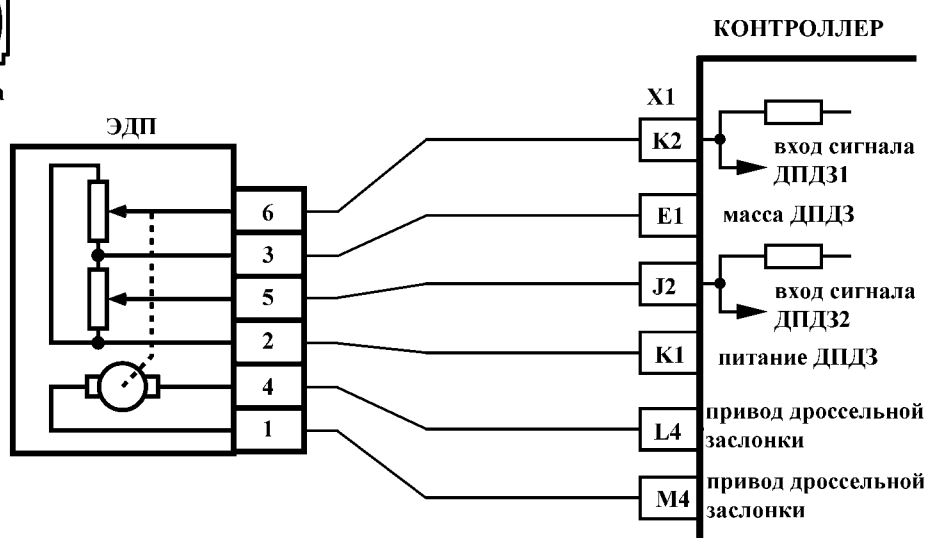 КОНТРОЛЛЕР
а
X1
ЭДП
K2
вход сигнала
ДПДЗ1
6
E1
масса ДПДЗ
3
5
J2
вход сигнала
ДПДЗ2
2
K1
питание ДПДЗ
4
L4
привод дроссельной
заслонки
1
M4
привод дроссельной
заслонки